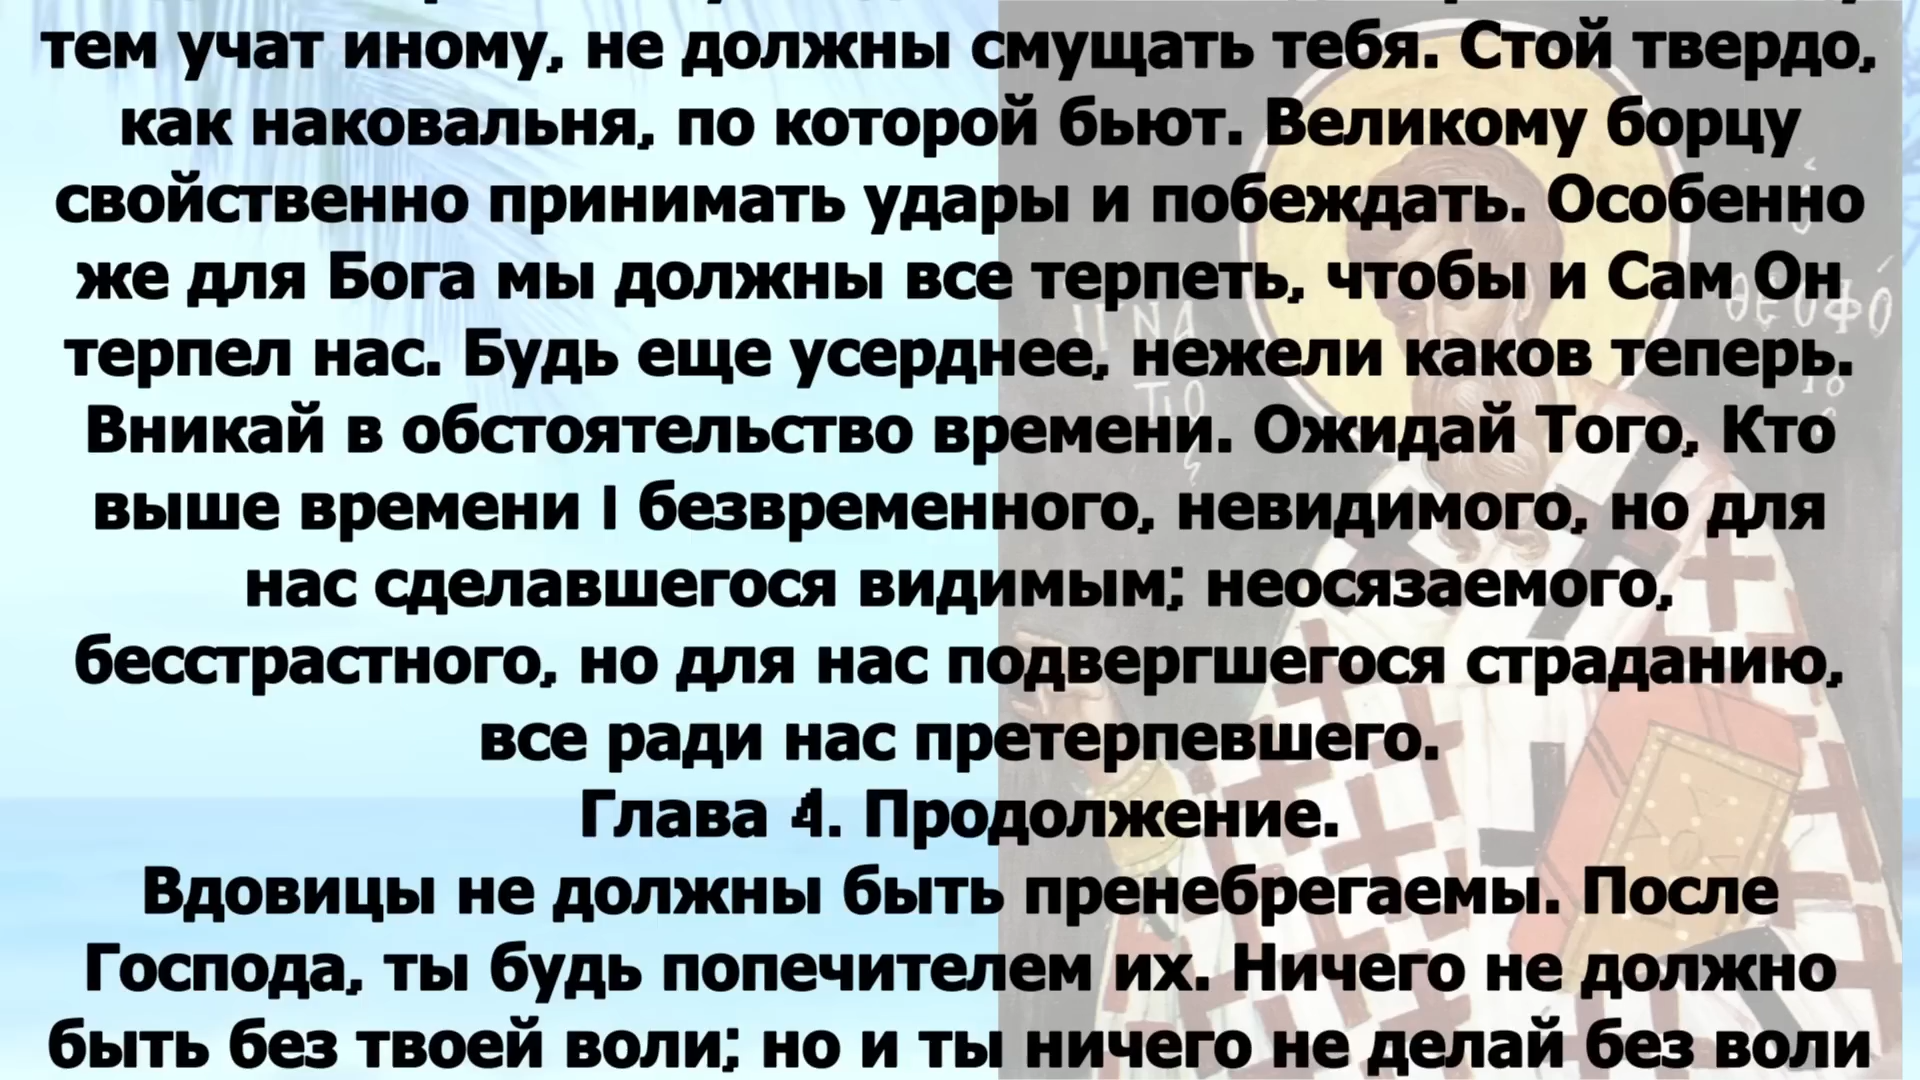 тем учат иному, не должны смущать тебя. Стой твердо,
как наковальня, по которой бьют. Великому борцу
свойственно принимать удары и побеждать. Особенно
же для Бога мы должны все терпеть, чтобы и Сам Он
терпел нас. Будь еще усерднее, нежели каков теперь.
Вникай в обстоятельство времени. Ожидай Того, Кто
выше времени | безвременного, невидимого, но для
нас сделавшегося видимым; неосязаемого,
бесстрастного, но для нас подвергшегося страданию,
все ради нас претерпевшего.
Глава 4. Продолжение.
Вдовицы не должны быть пренебрегаемы. После
Господа, ты будь попечителем их. Ничего не должно
быть без твоей воли; но и ты ничего не делай без воли
ΙΓΝΑ
ΤΙΟ
ς
ὁ
ΘΕΟΦΌ